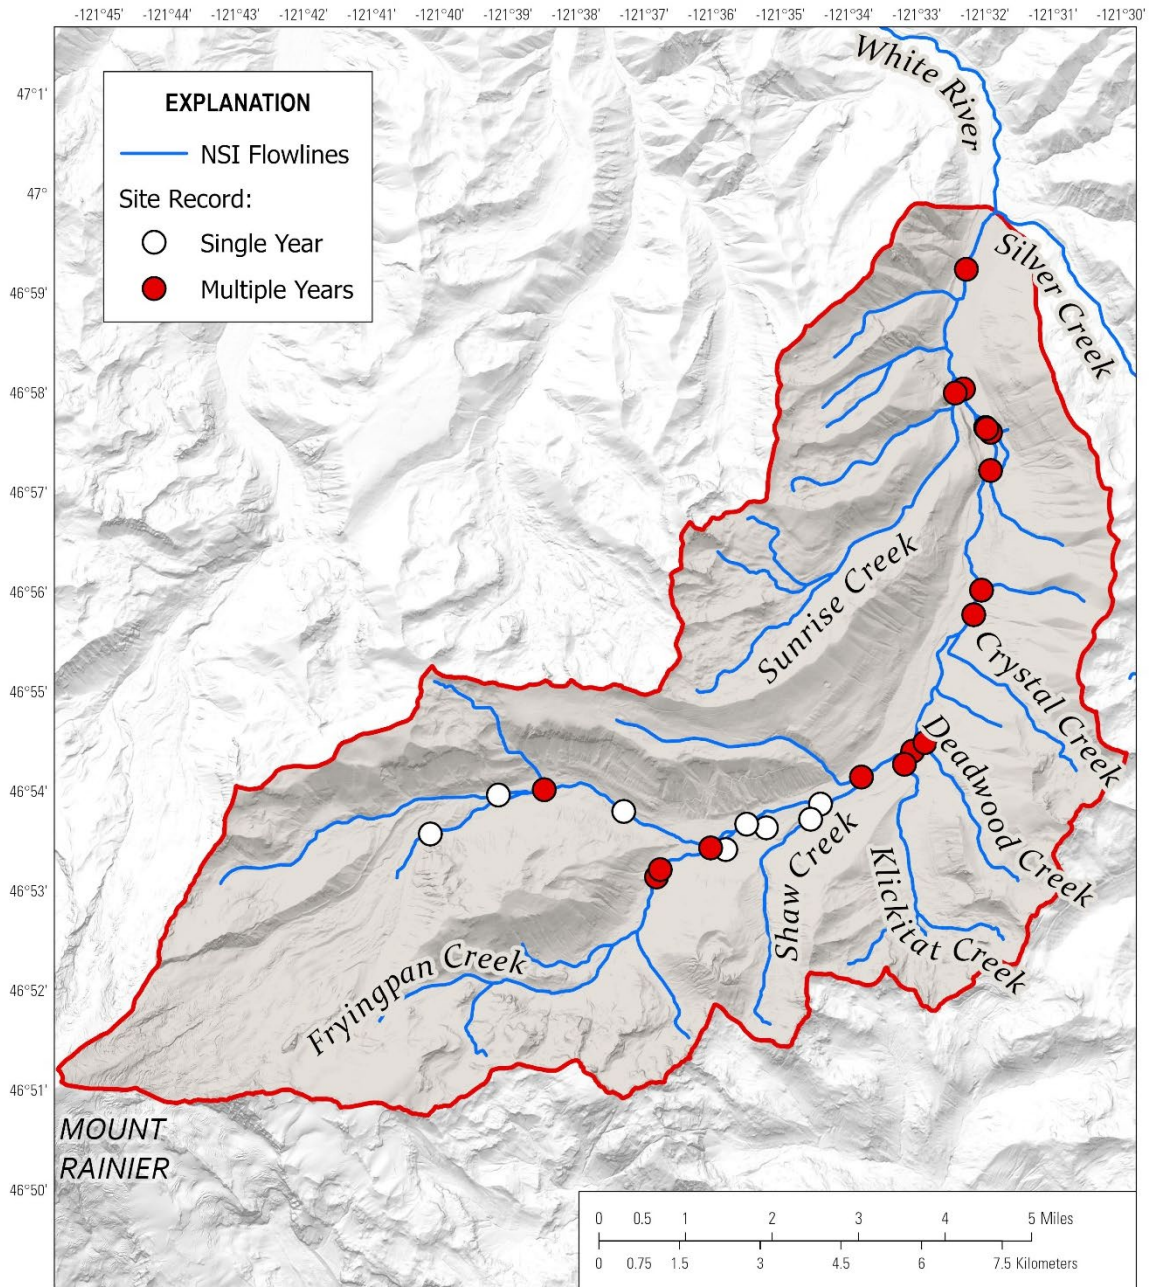 -121°45' -121°44' -121°42' -121°41' -121°40' -121°39' -121°38' -121°37' -121°36' -121°35' -121°34' -121°33' -121°32' -121°31' -121°30'
White River
47°1'
EXPLANATION
NSI Flowlines
Site Record:
Single Year
Multiple Years
47°
Silver Creek
46°59'
46°58'
46°57'
46°56'
Sunrise Creek
Crystal Creek
46°55'
Deadwood Creek
46°54'
Shaw Creek
Klickitat Creek
46°53'
Fryingpan Creek
46°52'
46°51'
MOUNT
RAINIER
46°50'
0 0.5 1 2 3 4 5 Miles
0 0.75 1.5 3 4.5 6 7.5 Kilometers